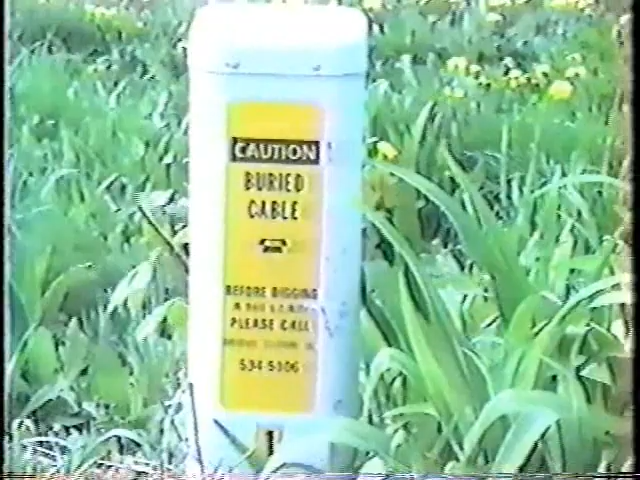 CAUTION
BURIED
CABLE
BEFORE DIGGING
PLEASE CALL
534-5106